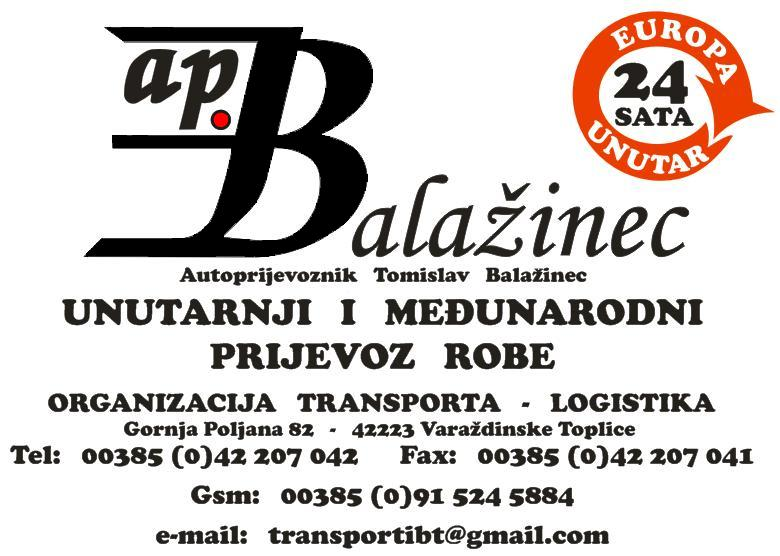 ap.
Balažinec
EUROPA
24
SATA
UNUTAR
Autoprijevoznik Tomislav Balažinec
UNUTARNJI I MEĐUNARODNI
PRIJEVOZ ROBE
ORGANIZACIJA TRANSPORTA - LOGISTIKA
Gornja Poljana 82 - 42223 Varaždinske Toplice
Tel: 00385 (0)42 207 042 Fax: 00385 (0)42 207 041
Gsm: 00385 (0)91 524 5884
e-mail: transportibt@gmail.com